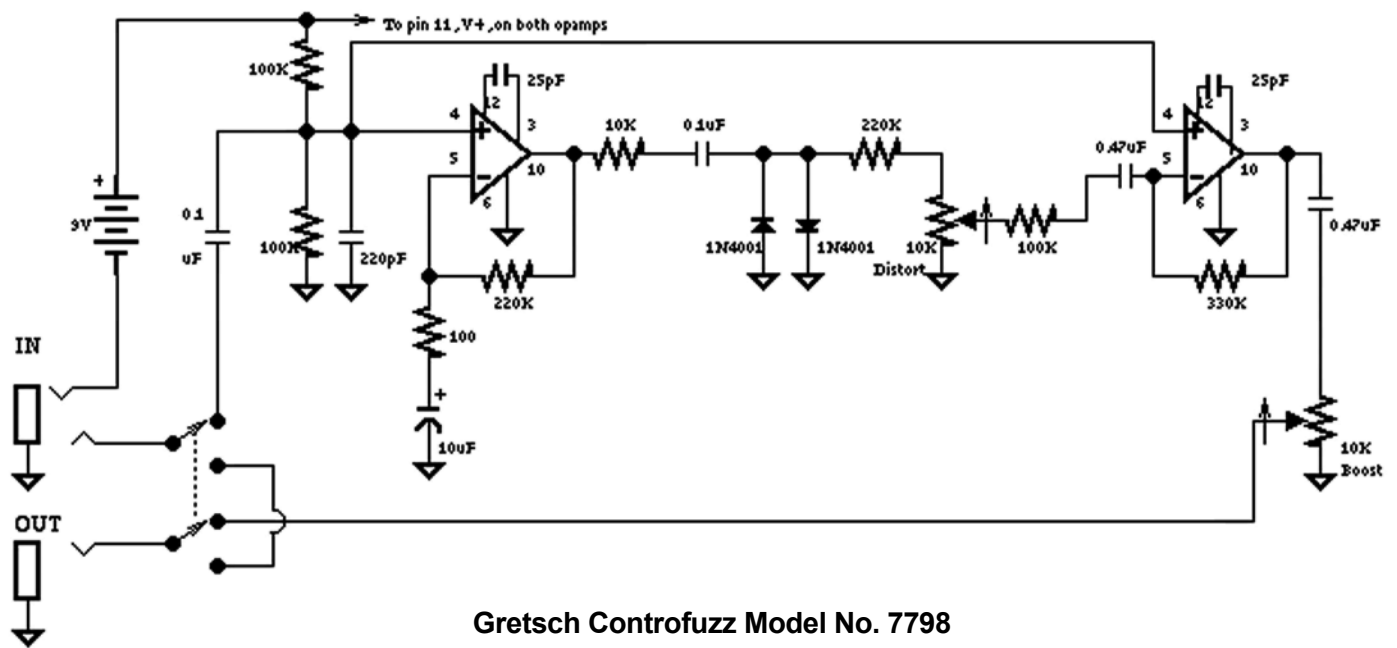 To pin 11, V+, on both opamps
100K
25pF
12
4
3
5
10
6
10K
0.1uF
220K
0.47uF
25pF
12
4
3
5
10
6
+
9V
0.1
uF
100K
220pF
220K
100
+
10uF
1N4001
1N4001
10K
Distort
100K
330K
0.47uF
IN
10K
Boost
OUT
Gretsch Controfuzz Model No. 7798